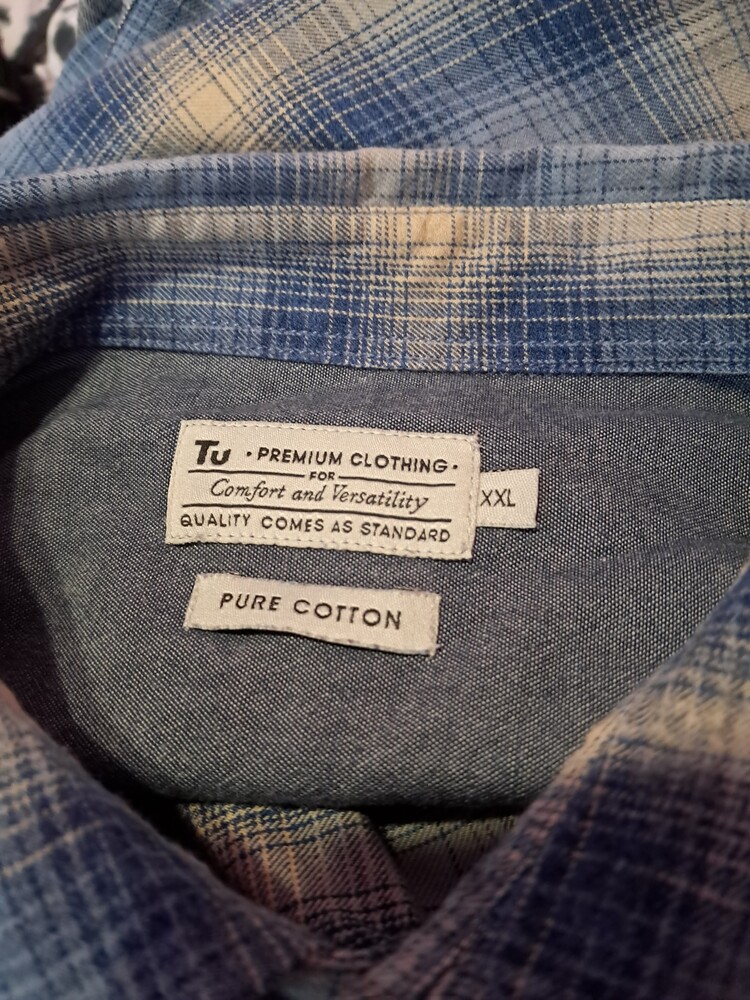 Tu · PREMIUM CLOTHING ·
FOR
Comfort and Versatility
QUALITY COMES AS STANDARD
XXL
PURE COTTON